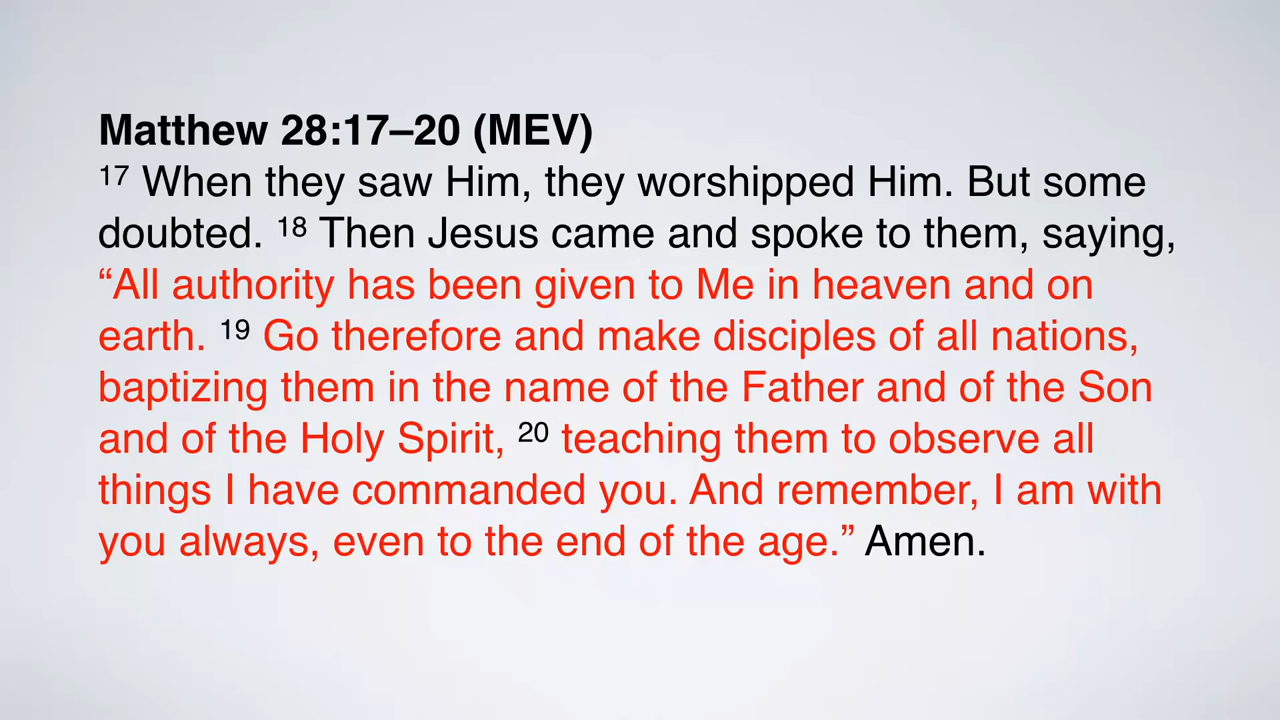 Matthew 28:17–20 (MEV)
17 When they saw Him, they worshipped Him. But some
doubted. 18 Then Jesus came and spoke to them, saying,
“All authority has been given to Me in heaven and on
earth. 19 Go therefore and make disciples of all nations,
baptizing them in the name of the Father and of the Son
and of the Holy Spirit, 20 teaching them to observe all
things I have commanded you. And remember, I am with
you always, even to the end of the age.” Amen.